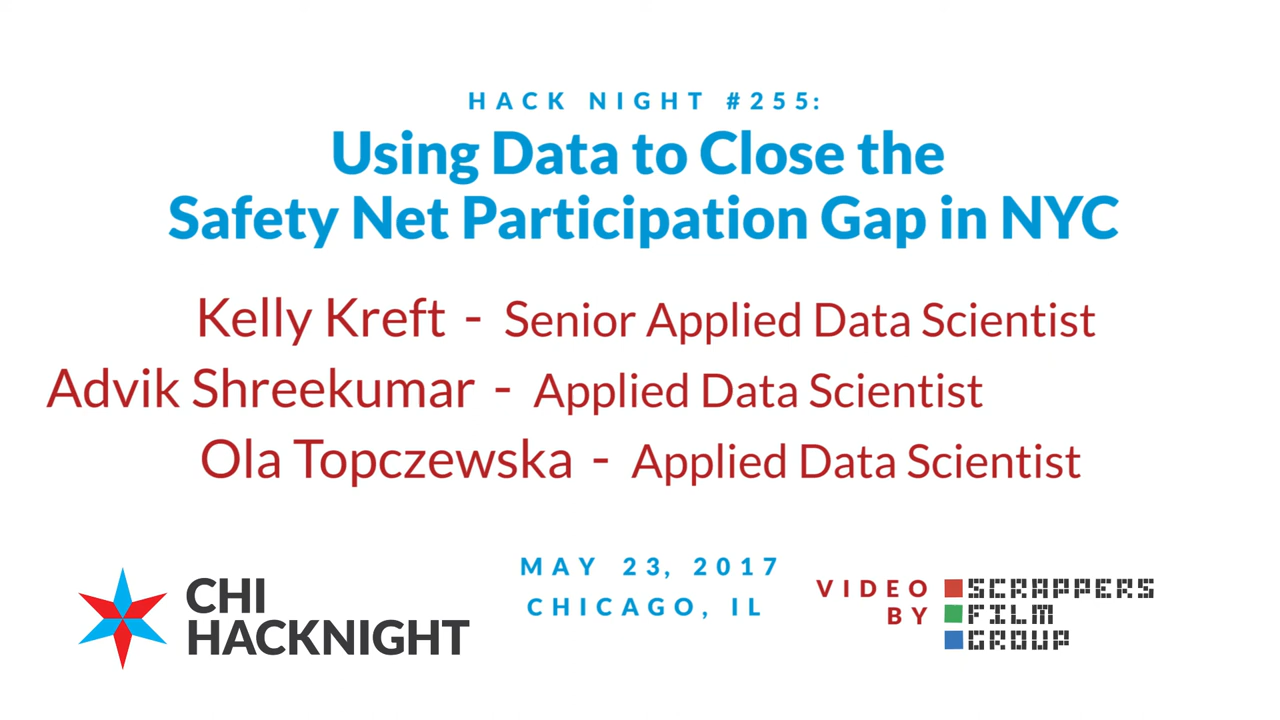 HACK NIGHT #255:
Using Data to Close the
Safety Net Participation Gap in NYC
Kelly Kreft - Senior Applied Data Scientist
Advik Shreekumar - Applied Data Scientist
Ola Topczewska - Applied Data Scientist
MAY 23, 2017
CHICAGO, IL
CHI
HACKNIGHT
VIDEO
BY
SCRAPPERS
FILM
GROUP